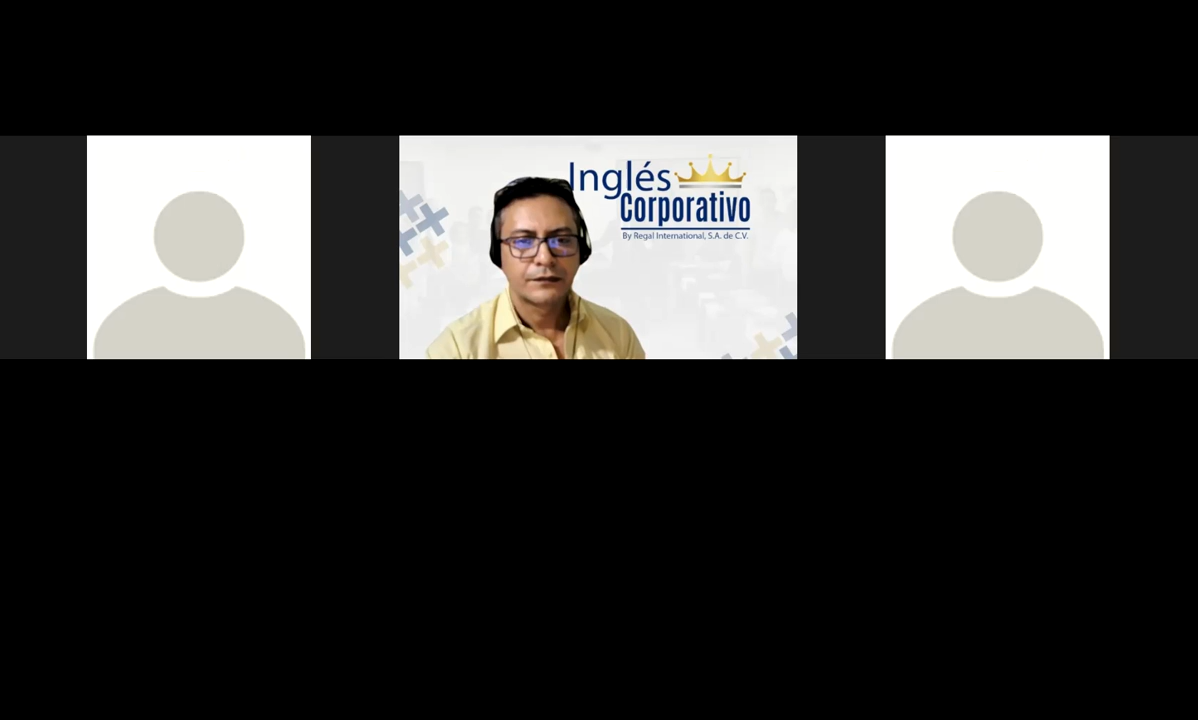 Inglés
Corporativo
By Regal International, S.A. de C.V.